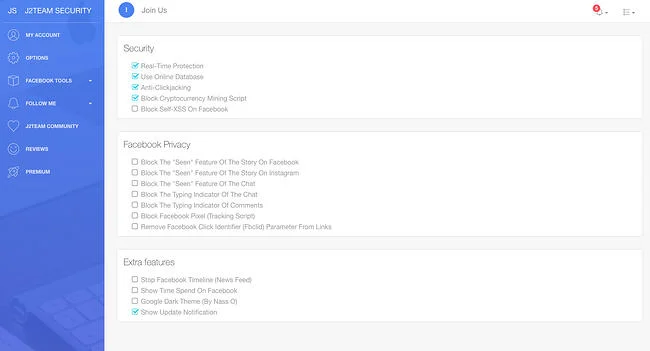 JS J2TEAM SECURITY
I Join Us
5
MY ACCOUNT
OPTIONS
FACEBOOK TOOLS
FOLLOW ME
J2TEAM COMMUNITY
REVIEWS
PREMIUM
Security
Real-Time Protection
Use Online Database
Anti-Clickjacking
Block Cryptocurrency Mining Script
Block Self-XSS On Facebook
Facebook Privacy
Block The "Seen" Feature Of The Story On Facebook
Block The "Seen" Feature Of The Story On Instagram
Block The "Seen" Feature Of The Chat
Block The Typing Indicator Of The Chat
Block The Typing Indicator Of Comments
Block Facebook Pixel (Tracking Script)
Remove Facebook Click Identifier (Fbclid) Parameter From Links
Extra features
Stop Facebook Timeline (News Feed)
Show Time Spend On Facebook
Google Dark Theme (By Nass O)
Show Update Notification